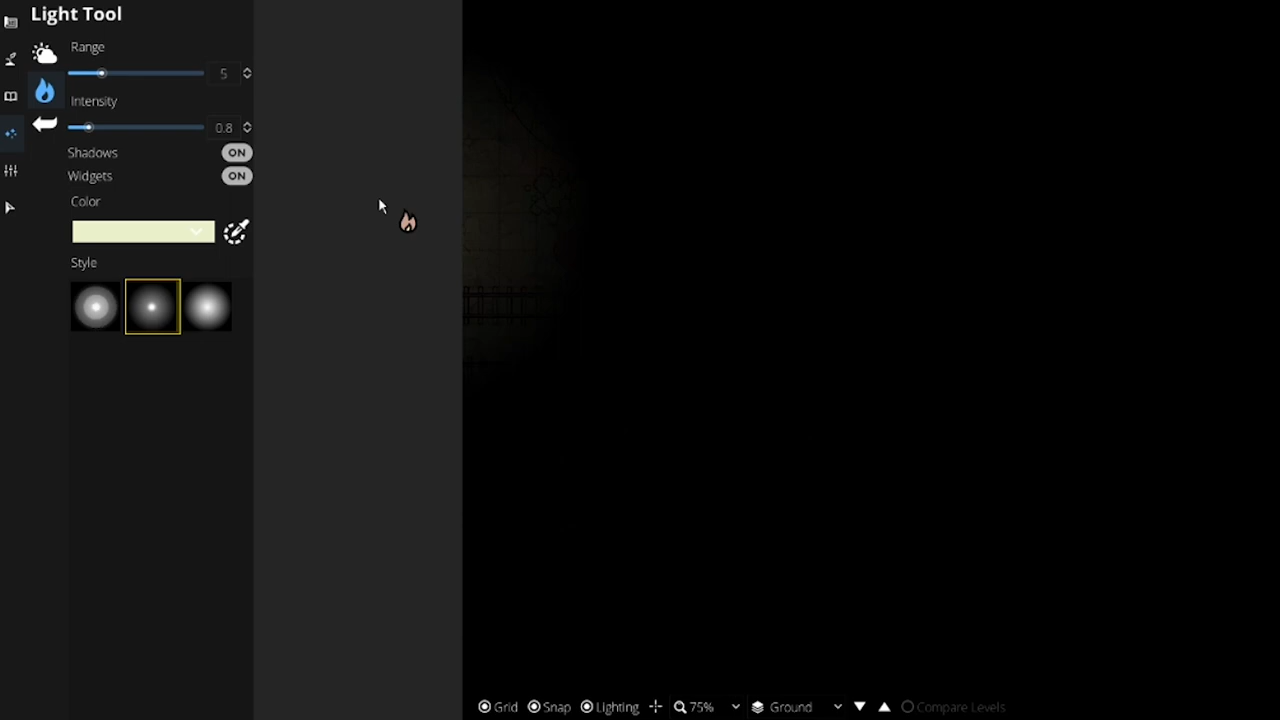 Light Tool
Range
5
Intensity
0.8
Shadows ON
Widgets ON
Color
Style
Grid Snap Lighting 75% Ground Compare Levels